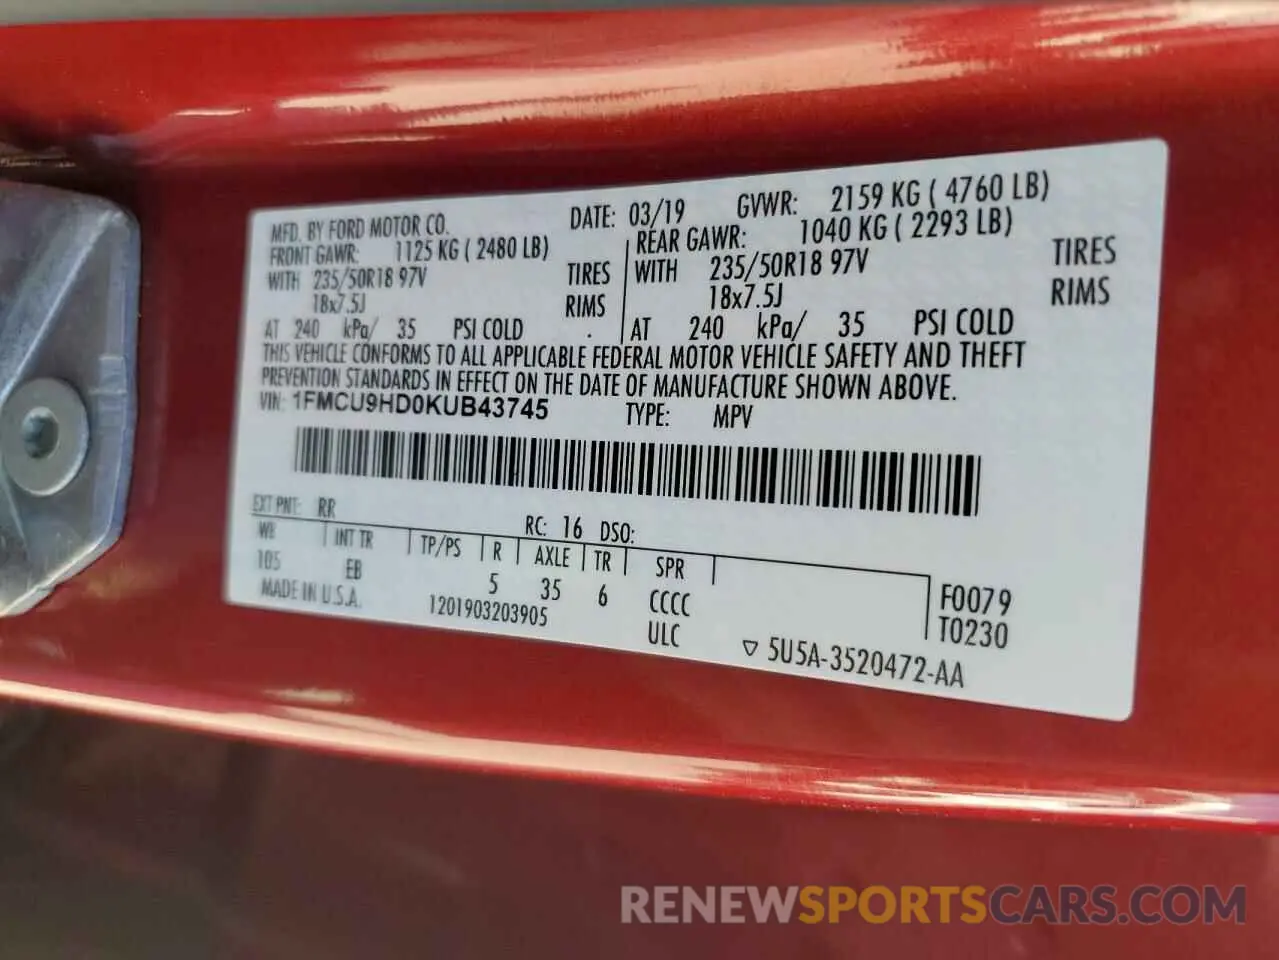 MFD. BY FORD MOTOR CO. DATE: 03/19 GVWR: 2159 KG ( 4760 LB)
FRONT GAWR: 1125 KG ( 2480 LB) REAR GAWR: 1040 KG ( 2293 LB)
WITH 235/50R18 97V TIRES WITH 235/50R18 97V TIRES
18x7.5J RIMS 18x7.5J RIMS
AT 240 kPa/ 35 PSI COLD . AT 240 kPa/ 35 PSI COLD
THIS VEHICLE CONFORMS TO ALL APPLICABLE FEDERAL MOTOR VEHICLE SAFETY AND THEFT
PREVENTION STANDARDS IN EFFECT ON THE DATE OF MANUFACTURE SHOWN ABOVE.
VIN: 1FMCU9HD0KUB43745 TYPE: MPV
EXT PNT: RR RC: 16 DSO:
WB INT TR TP/PS R AXLE TR SPR
105 EB 5 35 6 CCCC F0079
MADE IN U.S.A. 1201903203905 ULC T0230
▽ 5U5A-3520472-AA
RENEWSPORTSCARS.COM